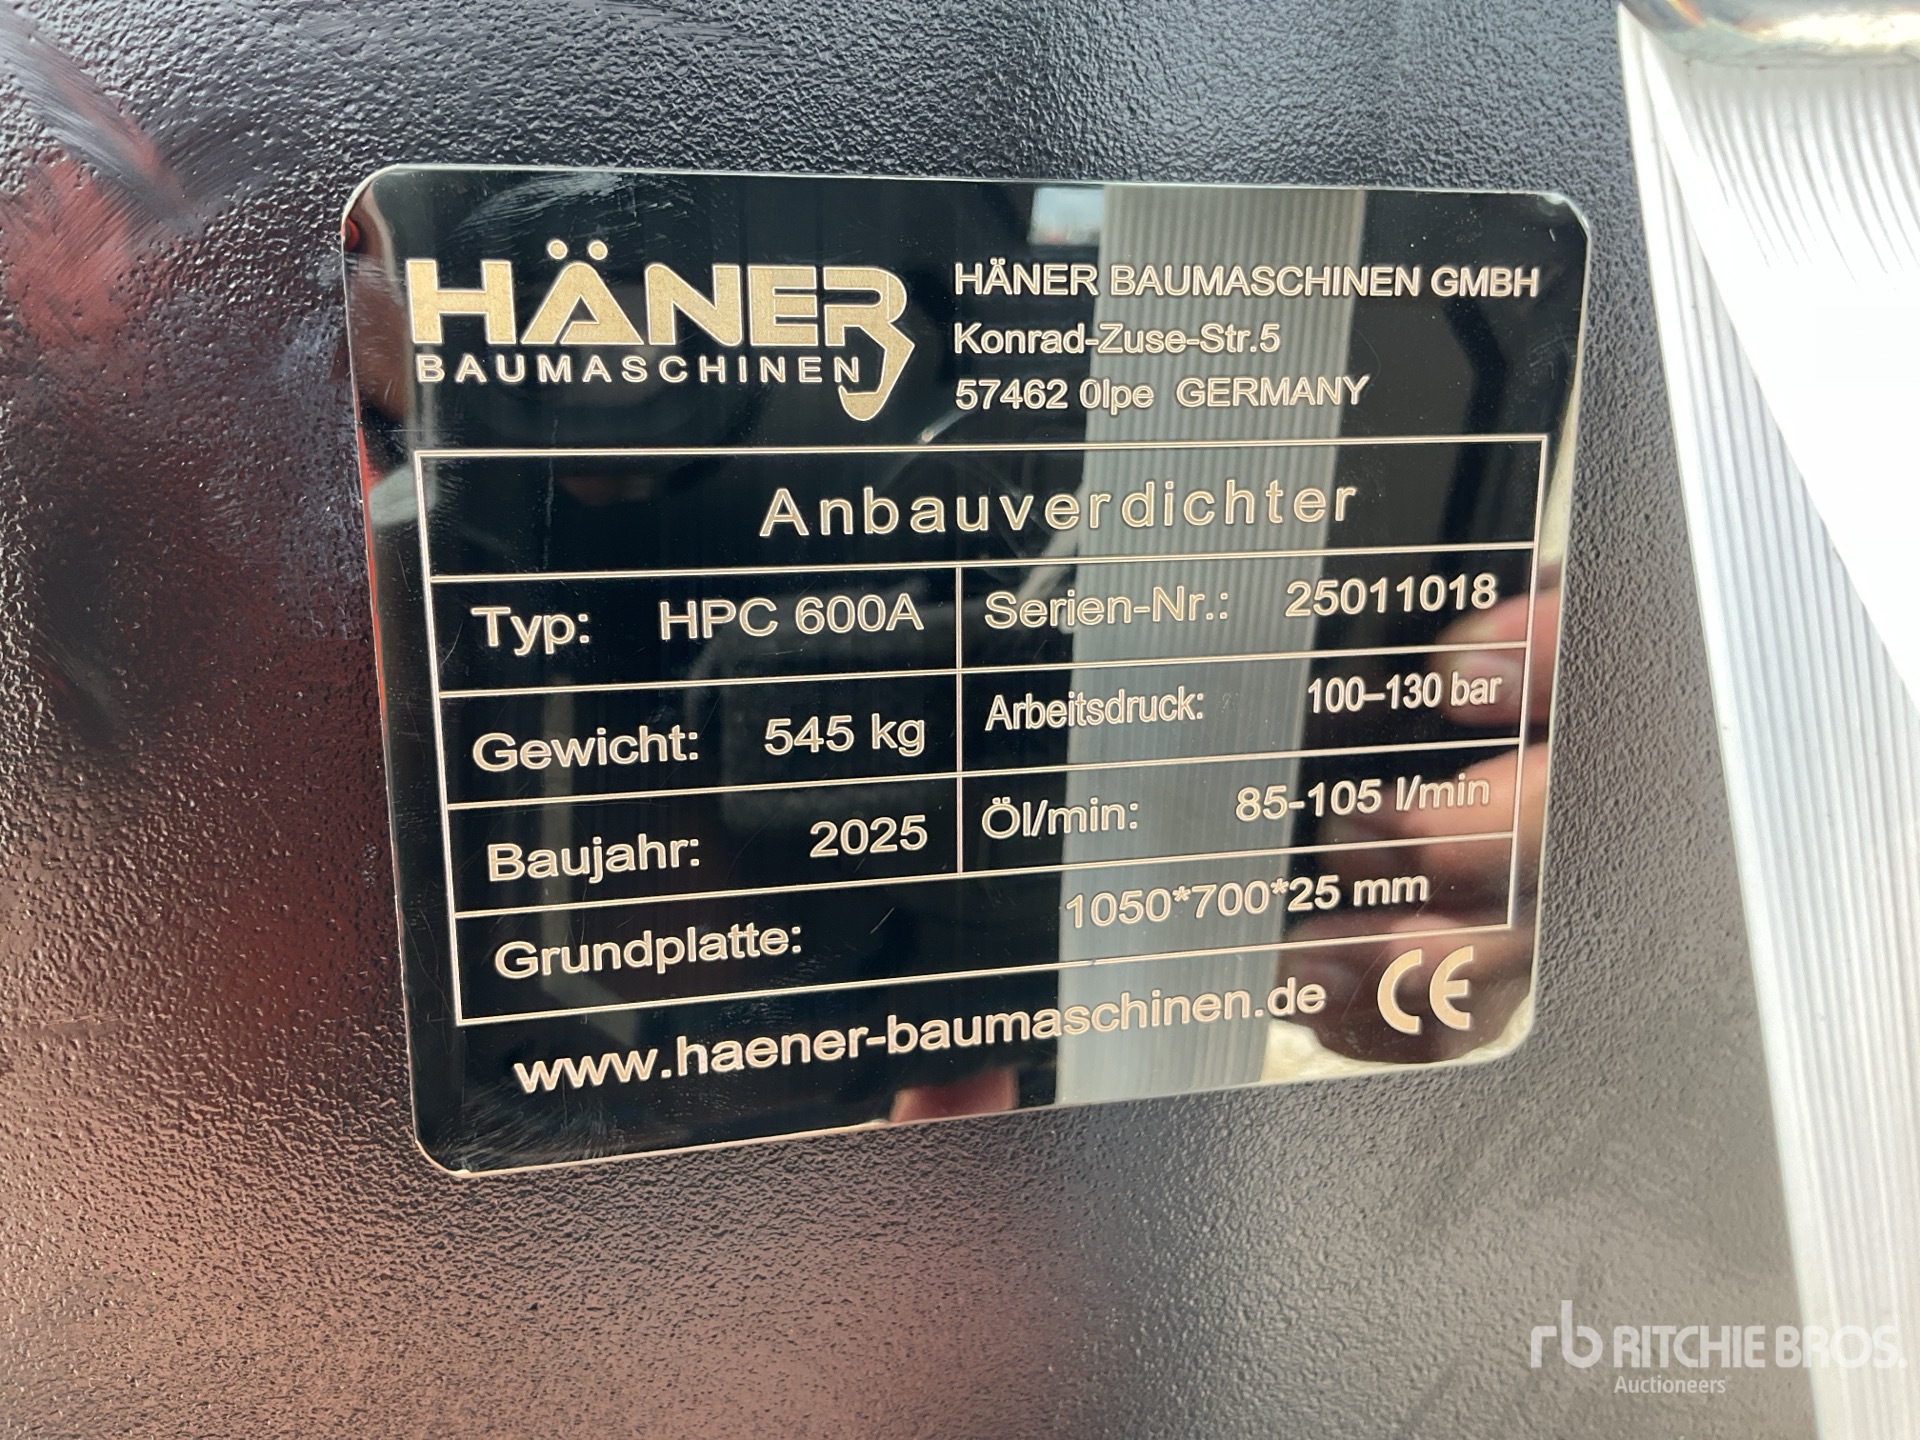 HÄNER
BAUMASCHINEN
HÄNER BAUMASCHINEN GMBH
Konrad-Zuse-Str.5
57462 Olpe GERMANY
Anbauverdichter
Typ: HPC 600A
Serien-Nr.: 25011018
Gewicht: 545 kg
Arbeitsdruck: 100–130 bar
Baujahr: 2025
Öl/min: 85-105 l/min
Grundplatte: 1050*700*25 mm
www.haener-baumaschinen.de CE
rb RITCHIE BROS.
Auctioneers